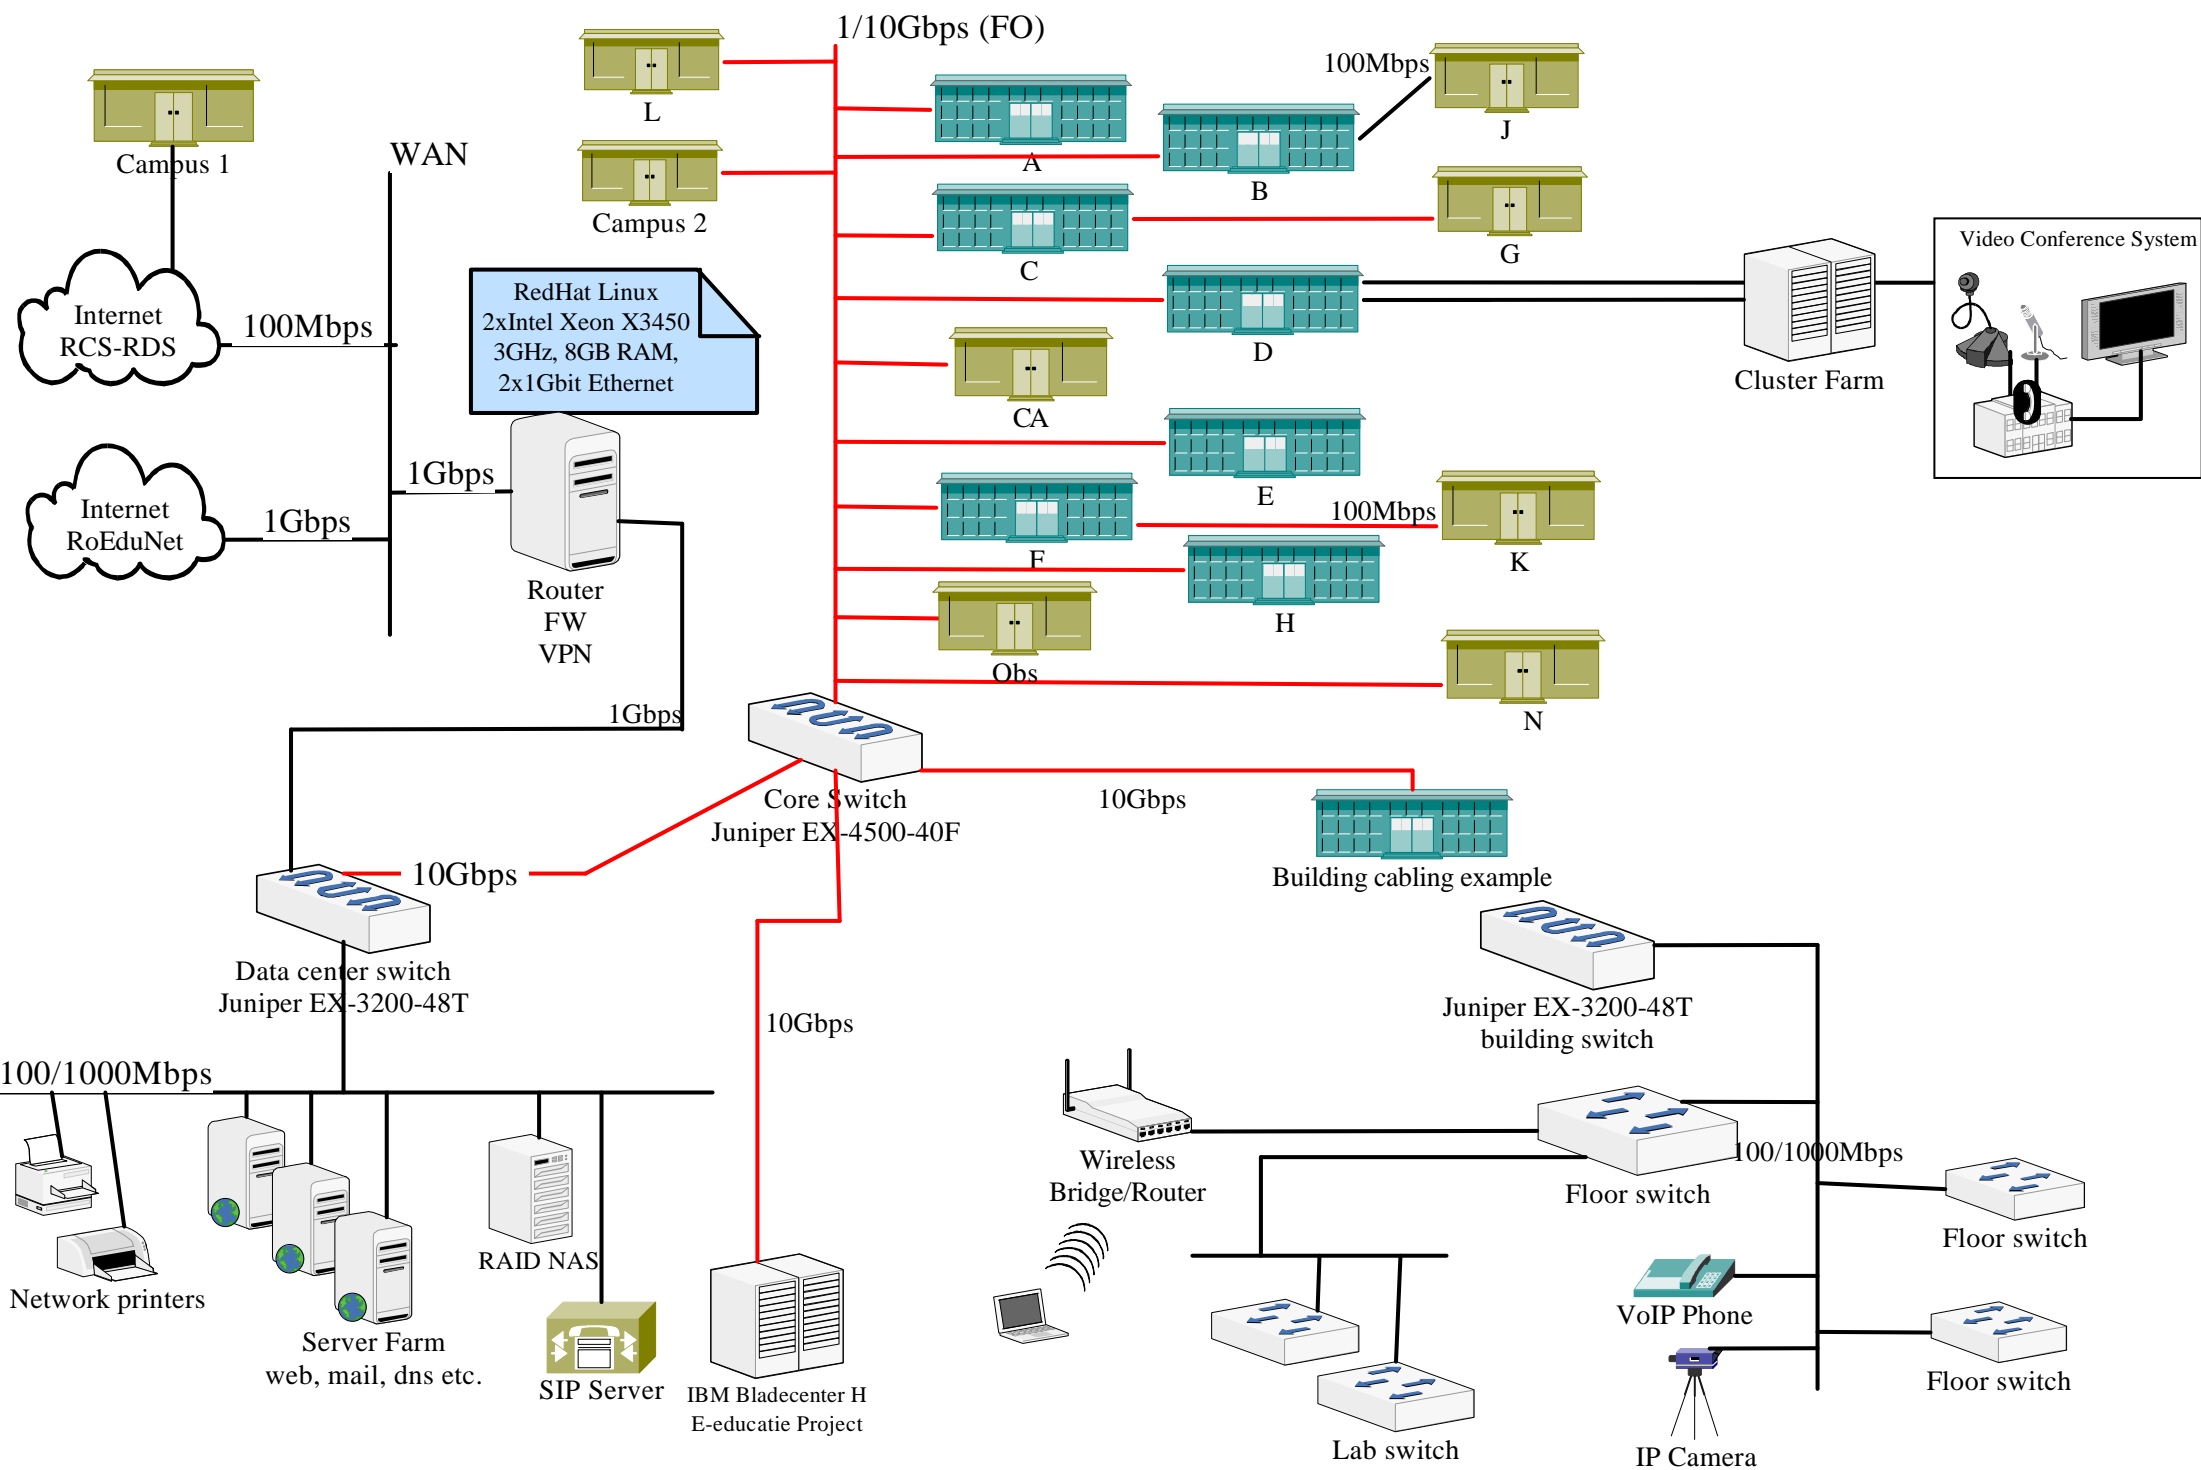 1/10Gbps (FO)
L
Campus 1
WAN
Campus 2
A
B
100Mbps
J
C
G
D
CA
E
F
100Mbps
K
H
Obs
N
Video Conference System
Cluster Farm
Internet
RCS-RDS
100Mbps
RedHat Linux
2xIntel Xeon X3450
3GHz, 8GB RAM,
2x1Gbit Ethernet
Internet
RoEduNet
1Gbps
1Gbps
Router
FW
VPN
1Gbps
Core Switch
Juniper EX-4500-40F
10Gbps
Building cabling example
10Gbps
Data center switch
Juniper EX-3200-48T
10Gbps
Juniper EX-3200-48T
building switch
100/1000Mbps
Network printers
Server Farm
web, mail, dns etc.
RAID NAS
SIP Server
IBM Bladecenter H
E-educatie Project
Wireless
Bridge/Router
Floor switch
100/1000Mbps
Floor switch
VoIP Phone
Floor switch
Lab switch
IP Camera